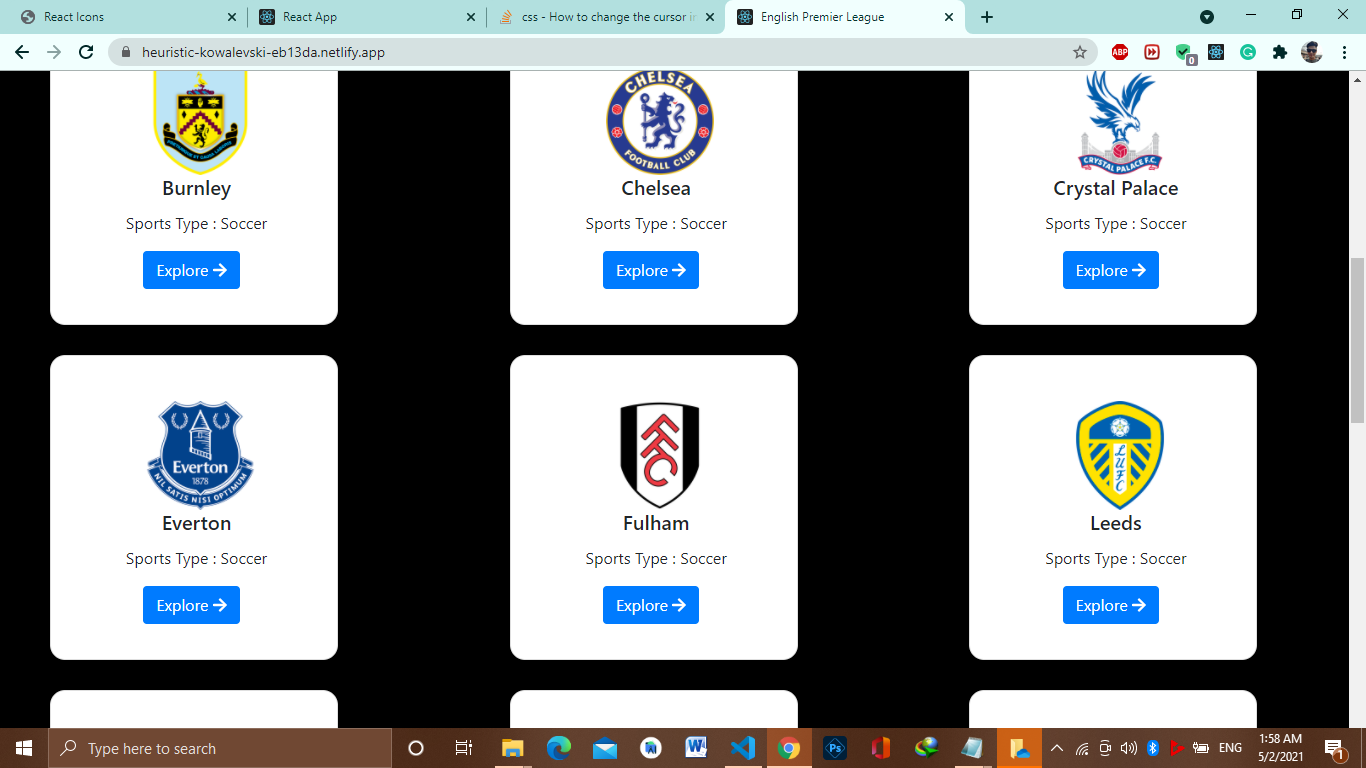 React Icons
React App
css - How to change the cursor in
English Premier League
heuristic-kowalevski-eb13da.netlify.app
ABP
0
CHELSEA
FOOTBALL CLUB
CRYSTAL PALACE F.C.
Burnley
Chelsea
Crystal Palace
Sports Type : Soccer
Sports Type : Soccer
Sports Type : Soccer
Explore
Explore
Explore
Everton
1878
NIL SATIS NISI OPTIMUM
FFC
LUFC
Everton
Fulham
Leeds
Sports Type : Soccer
Sports Type : Soccer
Sports Type : Soccer
Explore
Explore
Explore
Type here to search
W
Ps
ENG
1:58 AM
5/2/2021
1